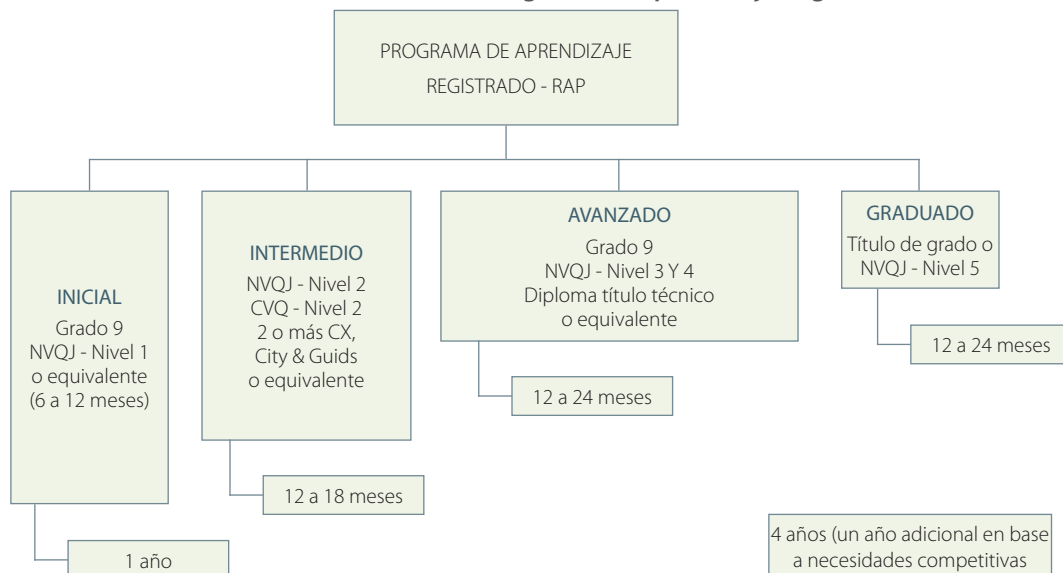 PROGRAMA DE APRENDIZAJE
REGISTRADO - RAP
INICIAL
Grado 9
NVQJ - Nivel 1
o equivalente
(6 a 12 meses)
1 año
INTERMEDIO
NVQJ - Nivel 2
CVQ - Nivel 2
2 o más CX,
City & Guids
o equivalente
12 a 18 meses
AVANZADO
Grado 9
NVQJ - Nivel 3 Y 4
Diploma título técnico
o equivalente
12 a 24 meses
GRADUADO
Título de grado o
NVQJ - Nivel 5
12 a 24 meses
4 años (un año adicional en base
a necesidades competitivas